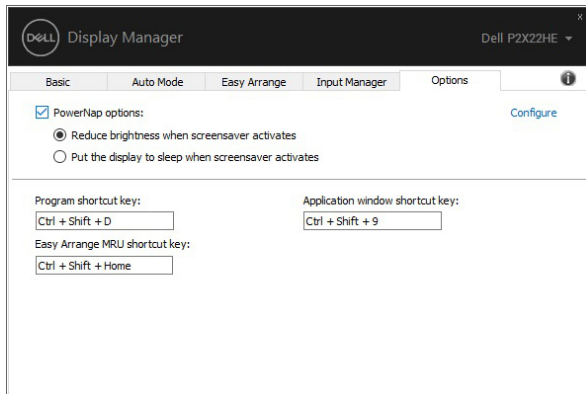 x
DELL Display Manager Dell P2X22HE
Basic Auto Mode Easy Arrange Input Manager Options i
PowerNap options: Configure
Reduce brightness when screensaver activates
Put the display to sleep when screensaver activates
Program shortcut key: Application window shortcut key:
Ctrl + Shift + D Ctrl + Shift + 9
Easy Arrange MRU shortcut key:
Ctrl + Shift + Home